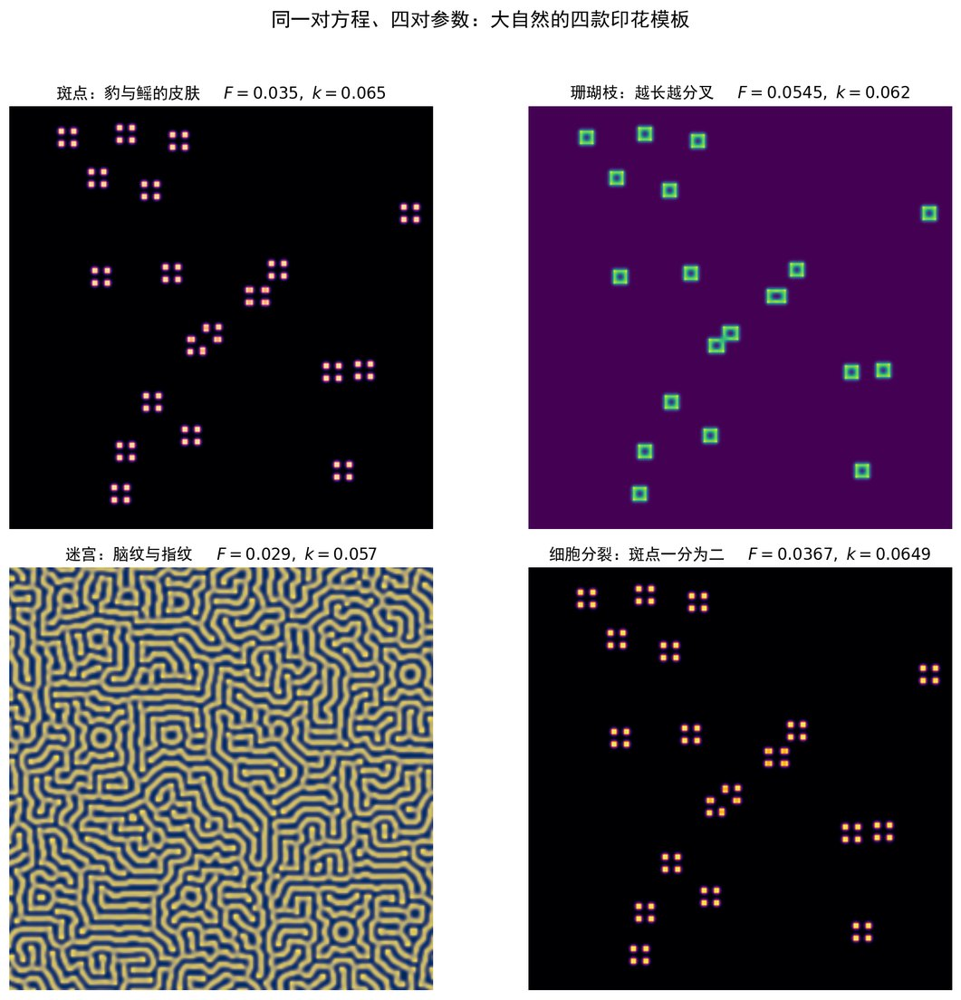 同一对方程、四对参数：大自然的四款印花模板
斑点：豹与鳐的皮肤 F = 0.035, k = 0.065
珊瑚枝：越长越分叉 F = 0.0545, k = 0.062
迷宫：脑纹与指纹 F = 0.029, k = 0.057
细胞分裂：斑点一分为二 F = 0.0367, k = 0.0649